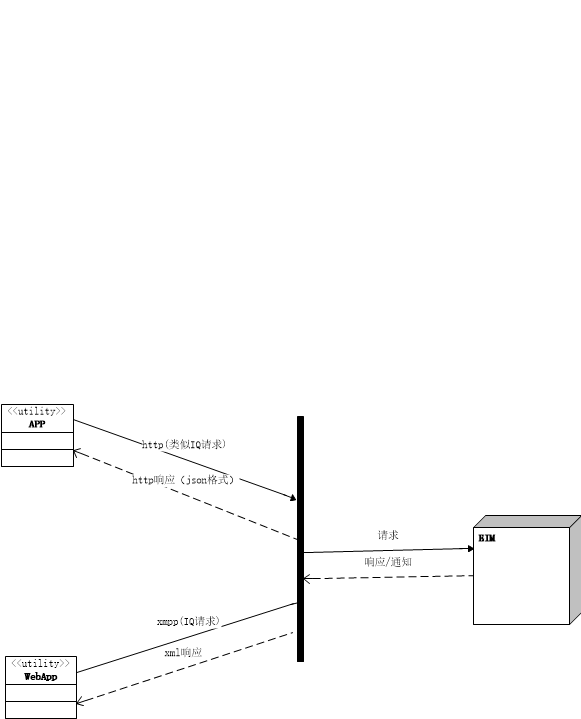 <<utility>>
APP
http(类似IQ请求)
http响应（json格式）
请求
EIM
响应/通知
xmpp(IQ请求)
xml响应
<<utility>>
WebApp